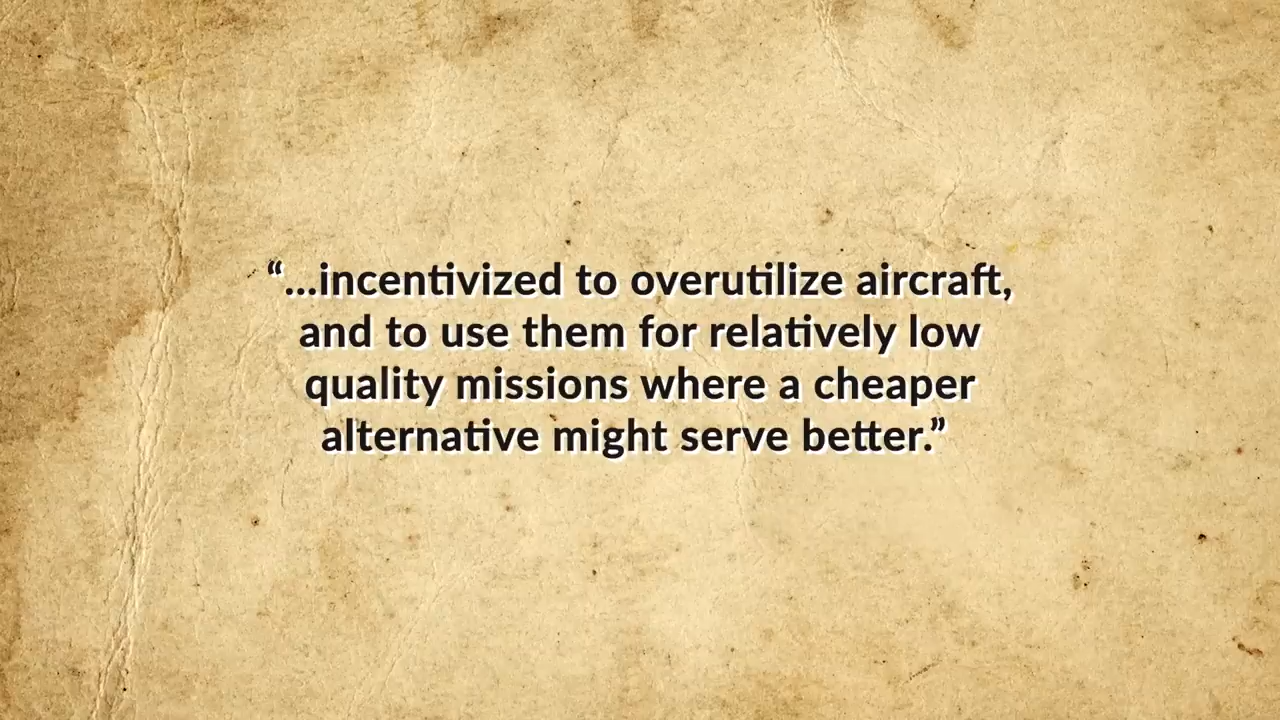 “...incentivized to overutilize aircraft,
and to use them for relatively low
quality missions where a cheaper
alternative might serve better.”